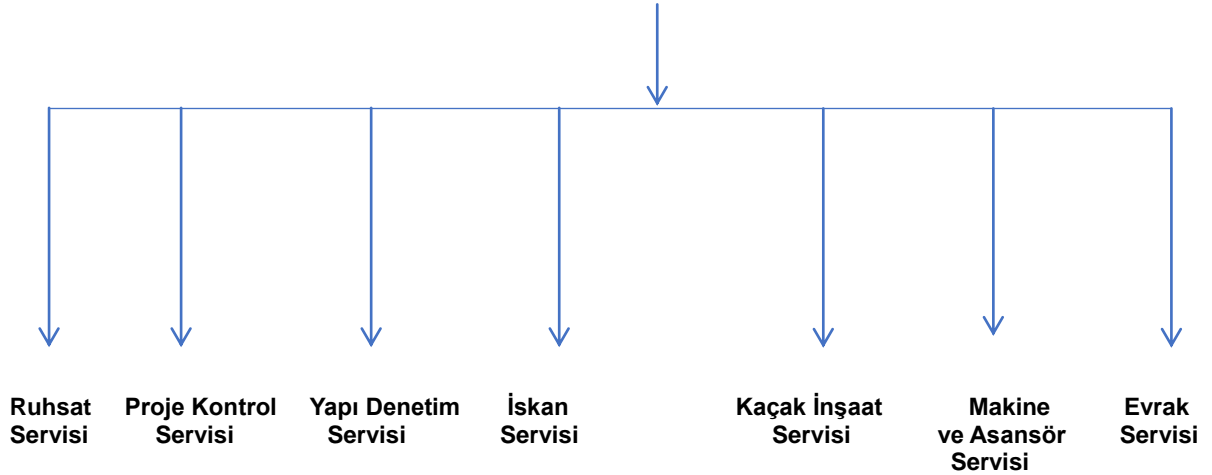 Ruhsat Proje Kontrol Yapı Denetim İskan Kaçak İnşaat Makine Evrak
Servisi Servisi Servisi Servisi Servisi ve Asansör Servisi
Servisi